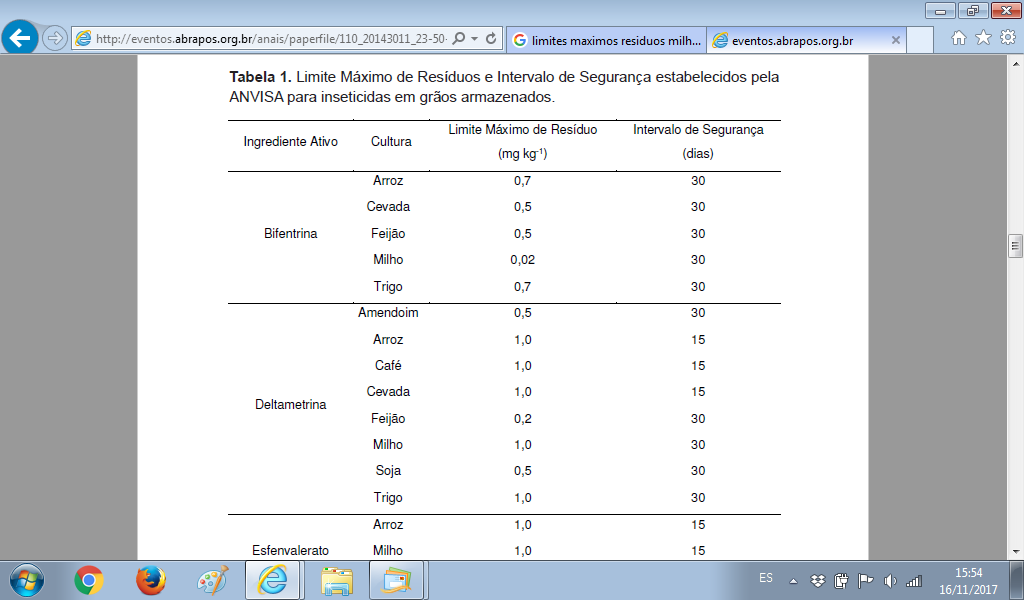 http://eventos.abrapos.org.br/anais/paperfile/110_20143011_23-50-
limites maximos residuos milh...
eventos.abrapos.org.br
Tabela 1. Limite Máximo de Resíduos e Intervalo de Segurança estabelecidos pela
ANVISA para inseticidas em grãos armazenados.
Ingrediente Ativo Cultura Limite Máximo de Resíduo (mg kg-1) Intervalo de Segurança (dias)
Arroz 0,7 30
Cevada 0,5 30
Bifentrina Feijão 0,5 30
Milho 0,02 30
Trigo 0,7 30
Amendoim 0,5 30
Arroz 1,0 15
Café 1,0 15
Cevada 1,0 15
Deltametrina
Feijão 0,2 30
Milho 1,0 30
Soja 0,5 30
Trigo 1,0 30
Arroz 1,0 15
Esfenvalerato Milho 1,0 15
ES
15:54
16/11/2017